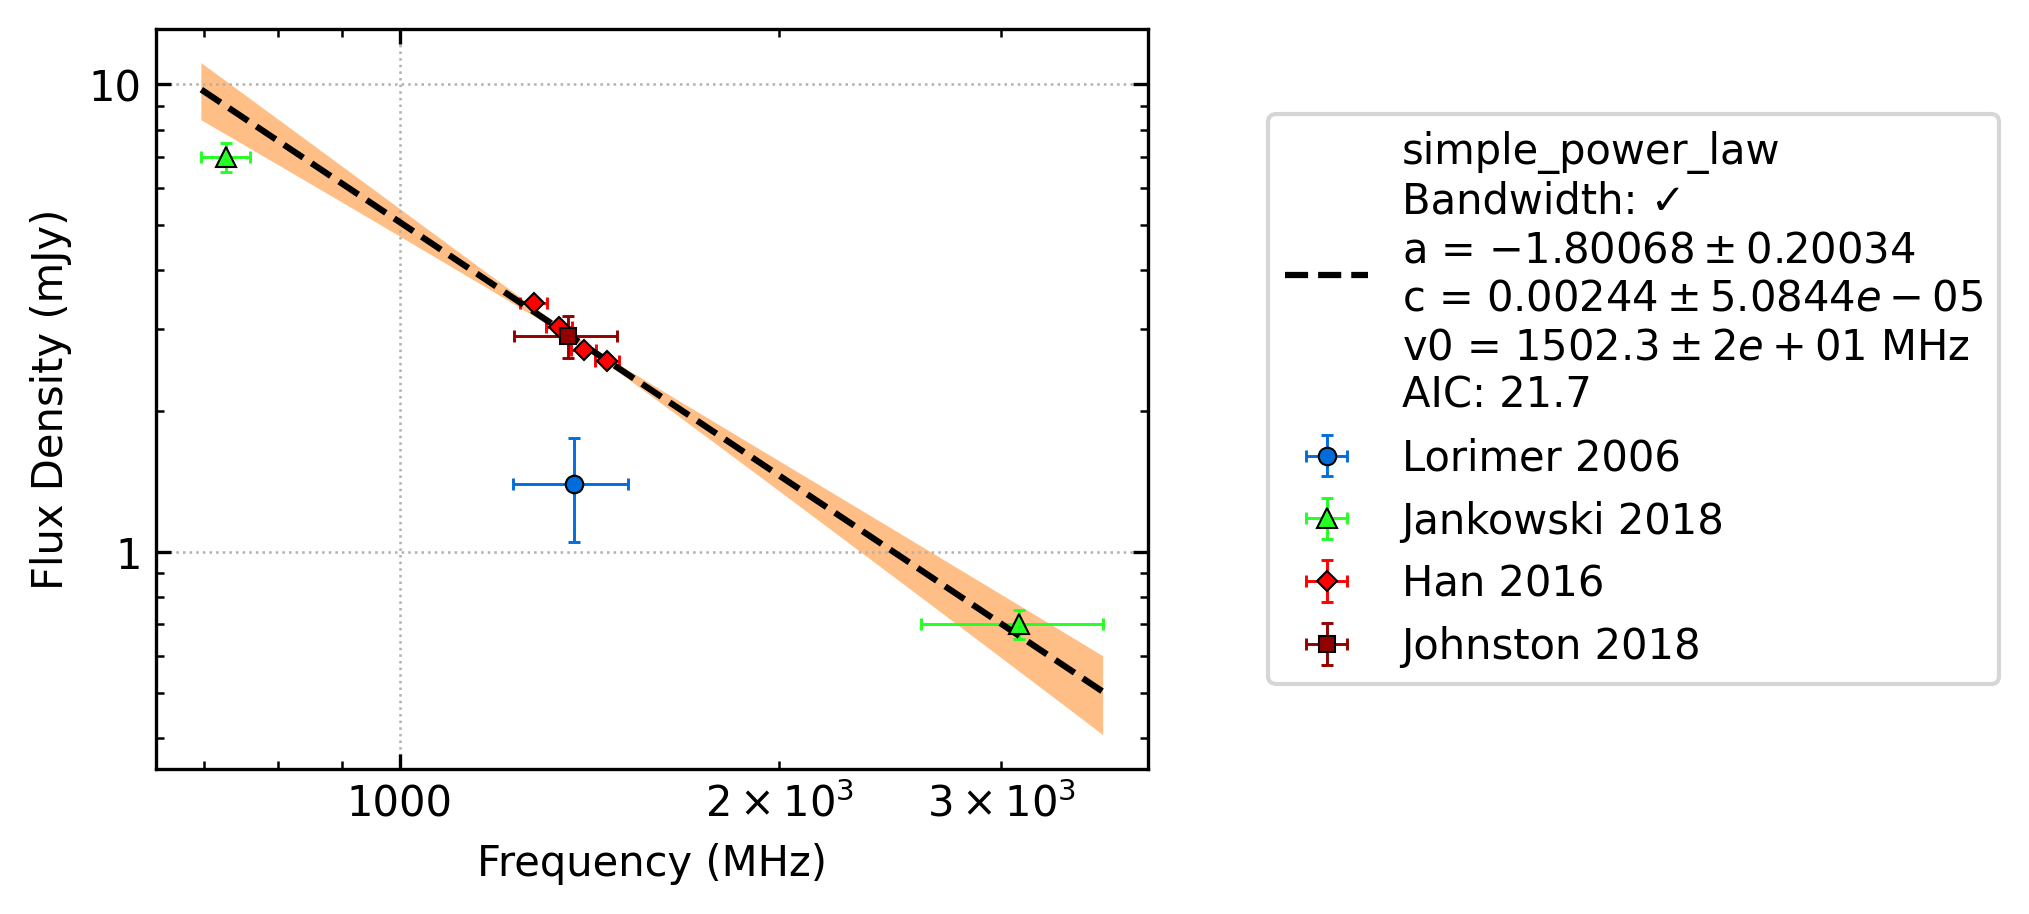 10
1
Flux Density (mJy)
1000
2 × 10³
3 × 10³
Frequency (MHz)
simple_power_law
Bandwidth: ✓
a = −1.80068 ± 0.20034
c = 0.00244 ± 5.0844e − 05
v0 = 1502.3 ± 2e + 01 MHz
AIC: 21.7
Lorimer 2006
Jankowski 2018
Han 2016
Johnston 2018